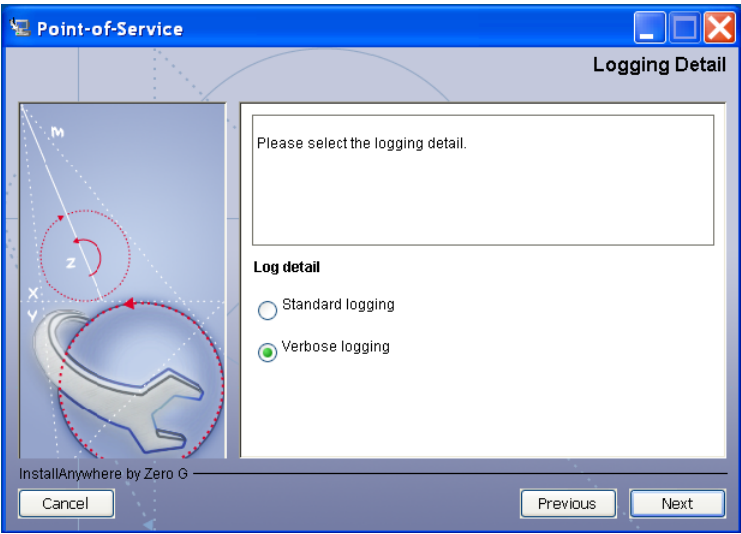 Point-of-Service
Logging Detail
M
Z
X
Y
Please select the logging detail.
Log detail
Standard logging
Verbose logging
InstallAnywhere by Zero G
Cancel
Previous
Next